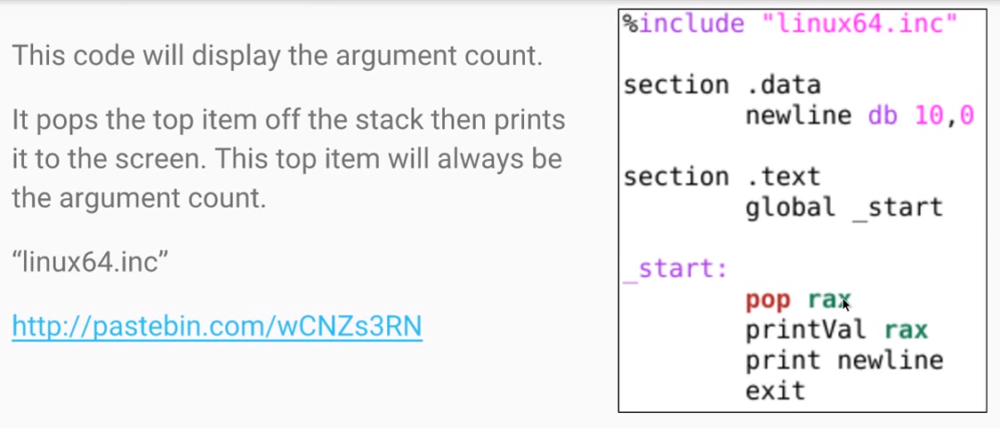 This code will display the argument count.
It pops the top item off the stack then prints
it to the screen. This top item will always be
the argument count.
“linux64.inc”
http://pastebin.com/wCNZs3RN
%include "linux64.inc"
section .data
newline db 10,0
section .text
global _start
_start:
pop rax
printVal rax
print newline
exit